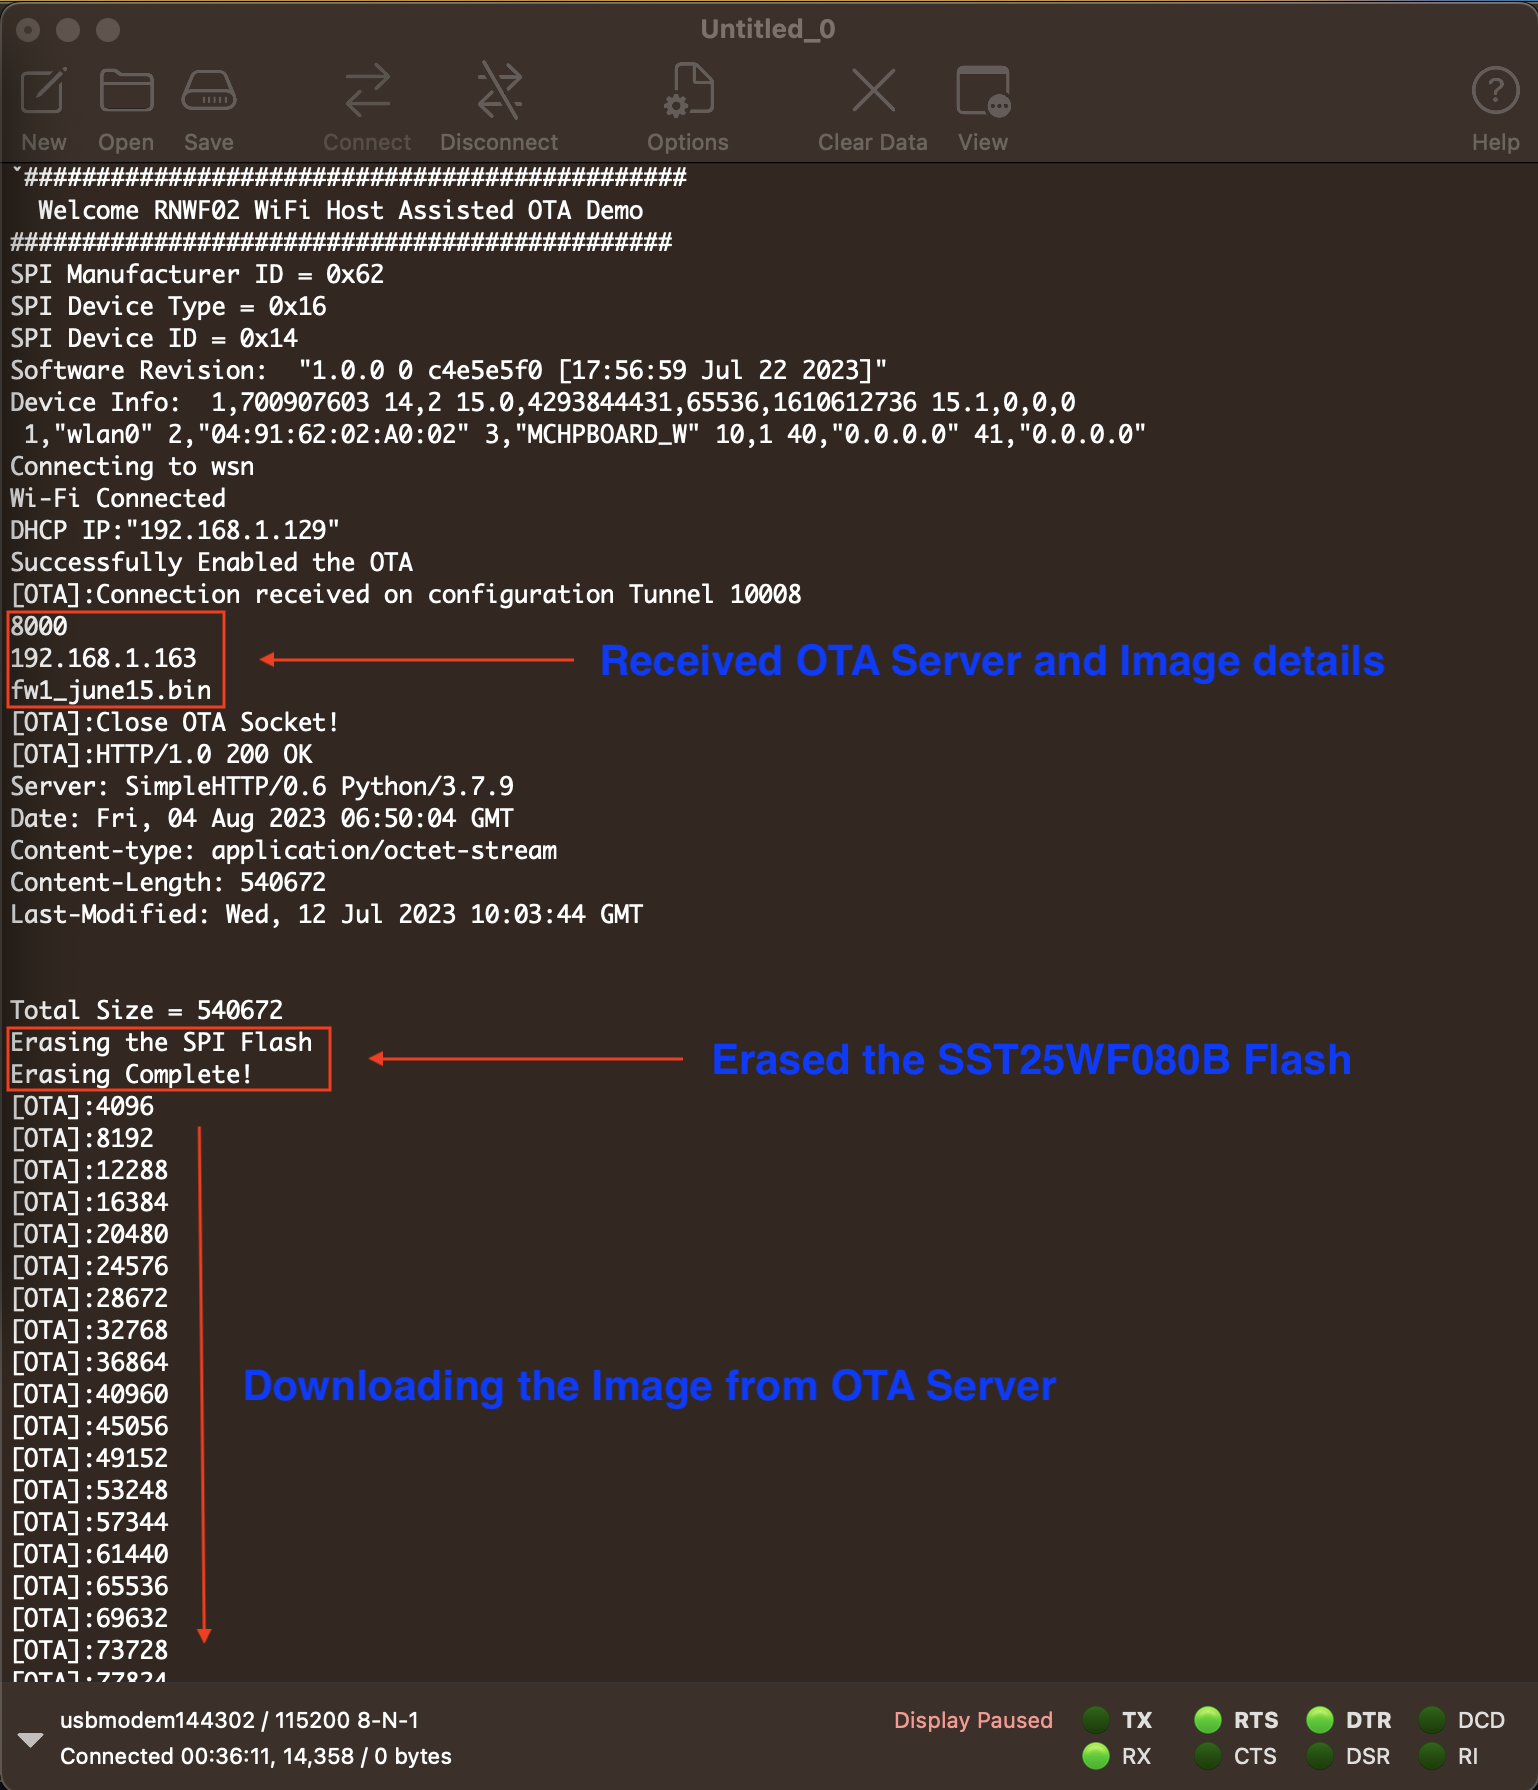 Untitled_0
New Open Save Connect Disconnect Options Clear Data View Help
`##############################################
Welcome RNWF02 WiFi Host Assisted OTA Demo
##############################################
SPI Manufacturer ID = 0x62
SPI Device Type = 0x16
SPI Device ID = 0x14
Software Revision:  "1.0.0 0 c4e5e5f0 [17:56:59 Jul 22 2023]"
Device Info:  1,700907603 14,2 15.0,4293844431,65536,1610612736 15.1,0,0,0
1,"wlan0" 2,"04:91:62:02:A0:02" 3,"MCHPBOARD_W" 10,1 40,"0.0.0.0" 41,"0.0.0.0"
Connecting to wsn
Wi-Fi Connected
DHCP IP:"192.168.1.129"
Successfully Enabled the OTA
[OTA]:Connection received on configuration Tunnel 10008
8000
192.168.1.163
Received OTA Server and Image details
fw1_june15.bin
[OTA]:Close OTA Socket!
[OTA]:HTTP/1.0 200 OK
Server: SimpleHTTP/0.6 Python/3.7.9
Date: Fri, 04 Aug 2023 06:50:04 GMT
Content-type: application/octet-stream
Content-Length: 540672
Last-Modified: Wed, 12 Jul 2023 10:03:44 GMT
Total Size = 540672
Erasing the SPI Flash
Erased the SST25WF080B Flash
Erasing Complete!
[OTA]:4096
[OTA]:8192
[OTA]:12288
[OTA]:16384
[OTA]:20480
[OTA]:24576
[OTA]:28672
[OTA]:32768
[OTA]:36864
Downloading the Image from OTA Server
[OTA]:40960
[OTA]:45056
[OTA]:49152
[OTA]:53248
[OTA]:57344
[OTA]:61440
[OTA]:65536
[OTA]:69632
[OTA]:73728
[OTA]:77824
usbmodem144302 / 115200 8-N-1
Connected 00:36:11, 14,358 / 0 bytes
Display Paused
TX RTS DTR DCD
RX CTS DSR RI